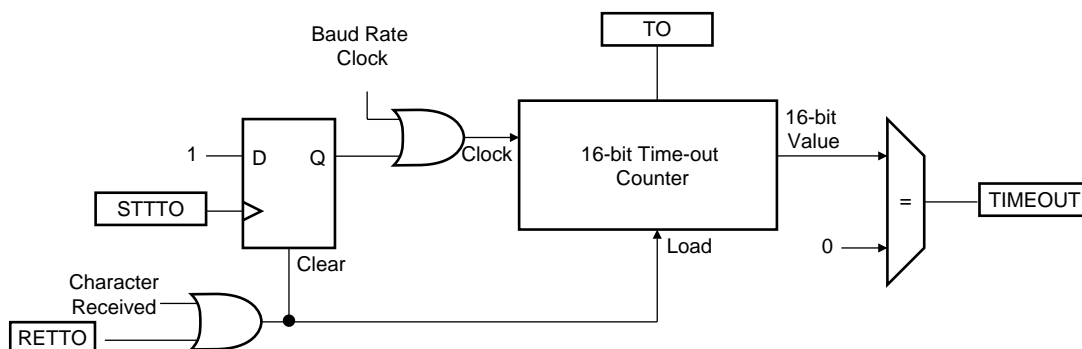 TO
Baud Rate
Clock
16-bit
Value
1
D
Q
Clock
16-bit Time-out
Counter
=
TIMEOUT
STTTO
Clear
Load
0
Character
Received
RETTO